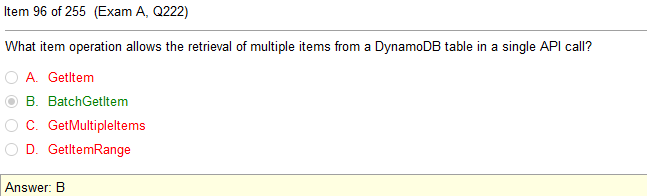 Item 96 of 255 (Exam A, Q222)
What item operation allows the retrieval of multiple items from a DynamoDB table in a single API call?
A. GetItem
B. BatchGetItem
C. GetMultipleItems
D. GetItemRange
Answer: B